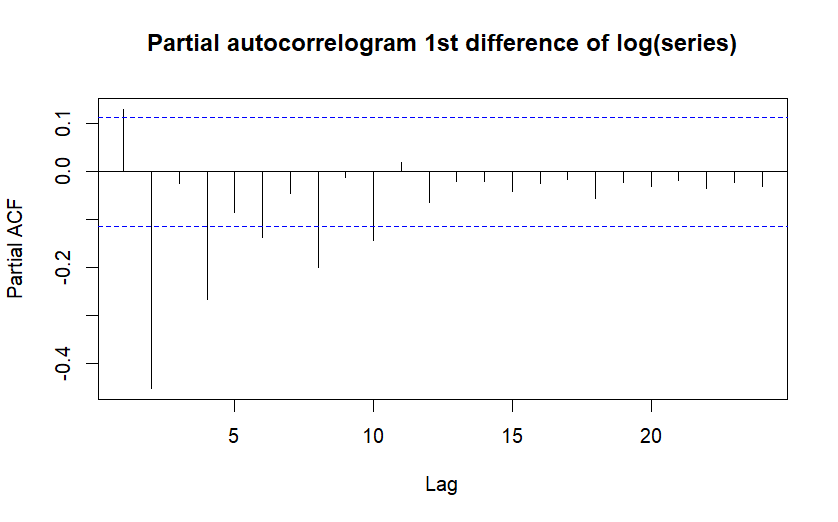 Partial autocorrelogram 1st difference of log(series)
Partial ACF
0.1
0.0
-0.2
-0.4
5 10 15 20
Lag